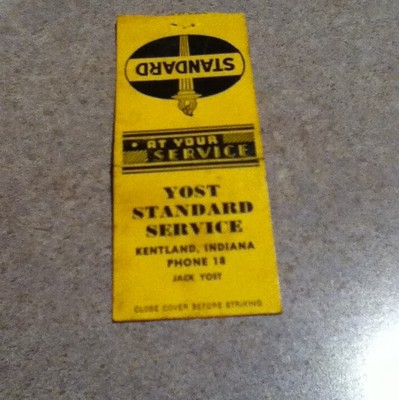 STANDARD
AT YOUR
SERVICE
YOST
STANDARD
SERVICE
KENTLAND, INDIANA
PHONE 18
JACK YOST
CLOSE COVER BEFORE STRIKING